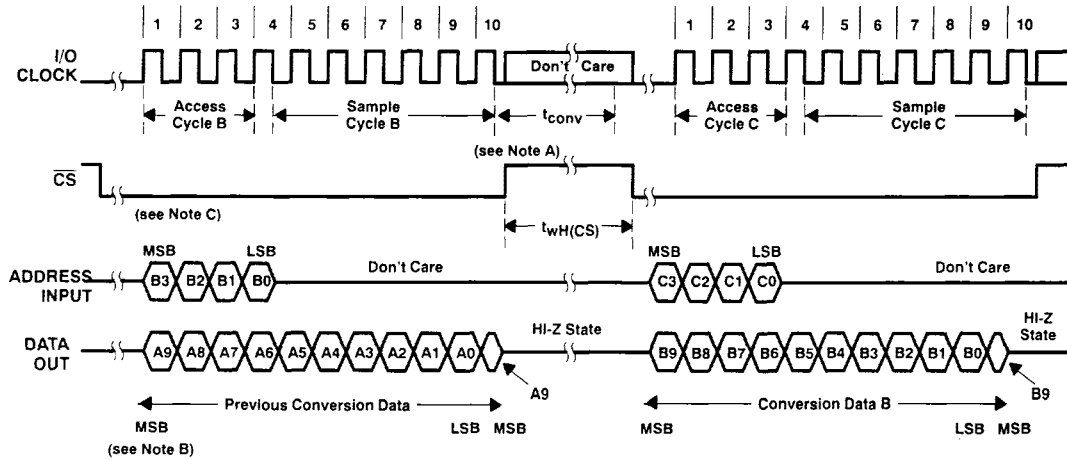 1 2 3 4 5 6 7 8 9 10 1 2 3 4 5 6 7 8 9 10
I/O
CLOCK
Don't Care
Access
Cycle B
Sample
Cycle B
tconv
Access
Cycle C
Sample
Cycle C
(see Note A)
CS
(see Note C)
twH(CS)
MSB LSB MSB LSB
ADDRESS
INPUT
B3 B2 B1 B0 Don't Care C3 C2 C1 C0 Don't Care
DATA
OUT
A9 A8 A7 A6 A5 A4 A3 A2 A1 A0 HI-Z State B9 B8 B7 B6 B5 B4 B3 B2 B1 B0 HI-Z
State
A9 B9
Previous Conversion Data Conversion Data B
MSB LSB MSB MSB LSB MSB
(see Note B)